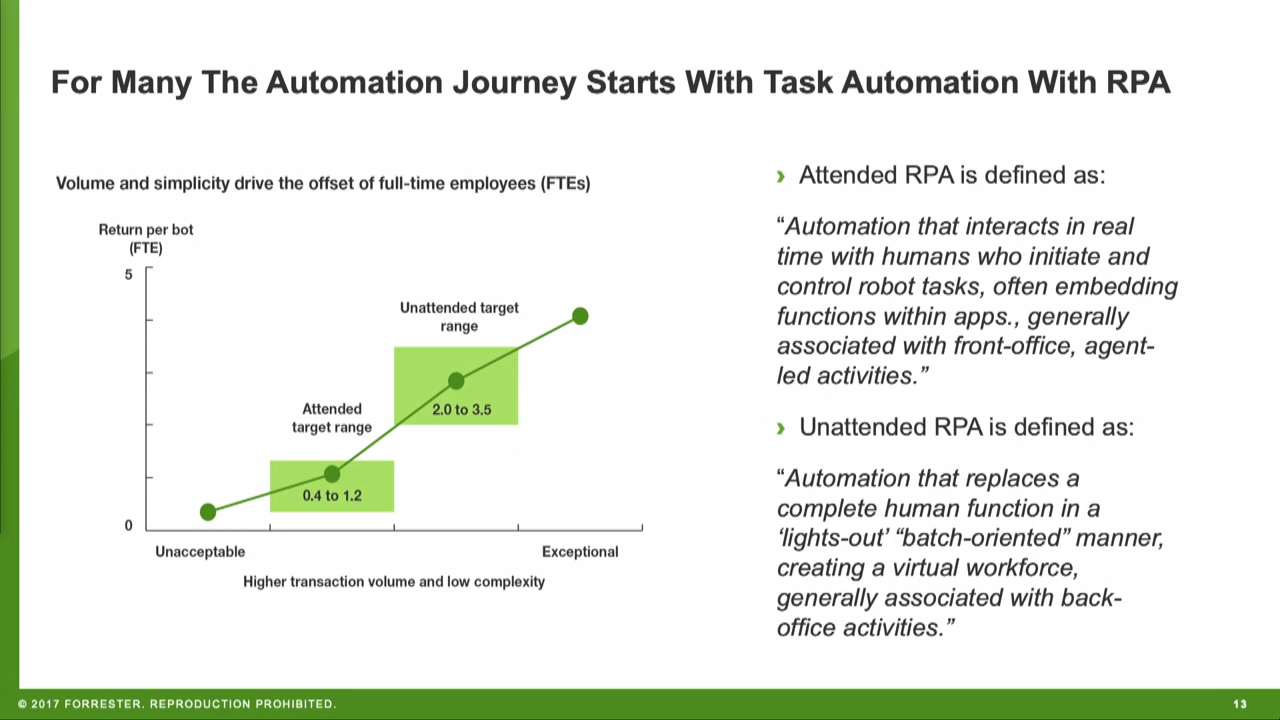 For Many The Automation Journey Starts With Task Automation With RPA
Volume and simplicity drive the offset of full-time employees (FTEs)
Return per bot
(FTE)
5
0
Unattended target
range
2.0 to 3.5
Attended
target range
0.4 to 1.2
Unacceptable
Exceptional
Higher transaction volume and low complexity
› Attended RPA is defined as:
“Automation that interacts in real
time with humans who initiate and
control robot tasks, often embedding
functions within apps., generally
associated with front-office, agent-
led activities.”
› Unattended RPA is defined as:
“Automation that replaces a
complete human function in a
‘lights-out’ “batch-oriented” manner,
creating a virtual workforce,
generally associated with back-
office activities.”
© 2017 FORRESTER. REPRODUCTION PROHIBITED.
13